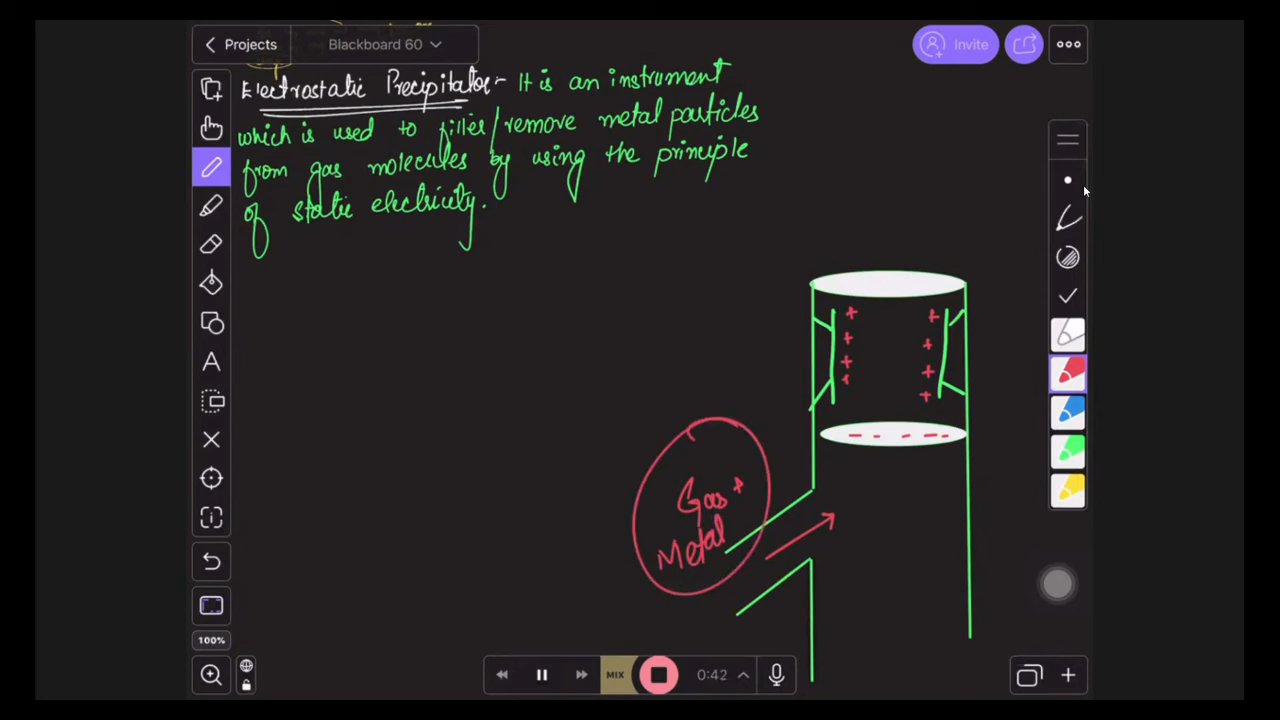 Projects
Blackboard 60
Invite
Electrostatic Precipitator:- It is an instrument
which is used to filter/remove metal particles
from gas molecules by using the principle
of static electricity.
+ +
+ +
+ +
+ +
- - - - -
Gas +
Metal
A
100%
MIX
0:42